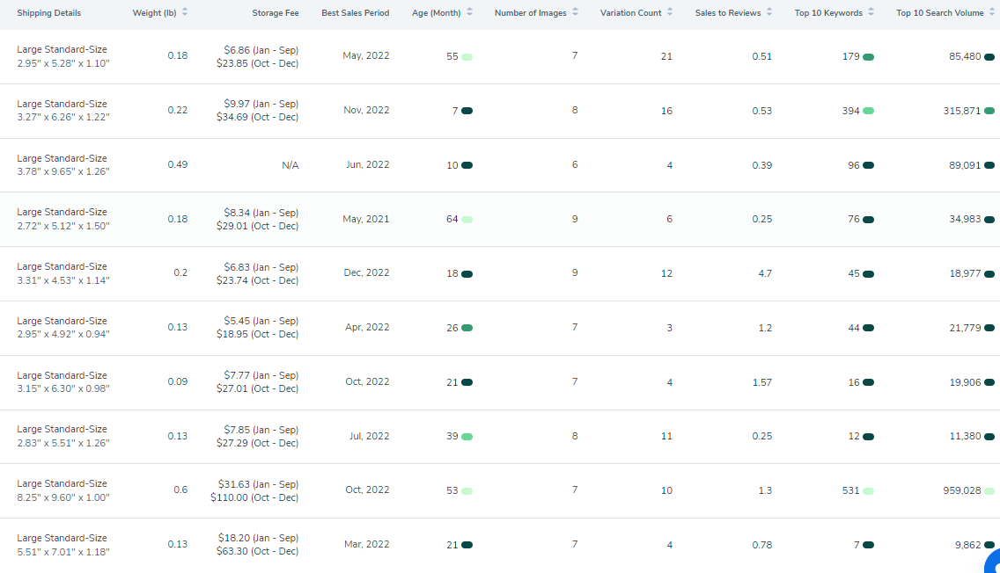 Shipping Details Weight (lb) Storage Fee Best Sales Period Age (Month) Number of Images Variation Count Sales to Reviews Top 10 Keywords Top 10 Search Volume
Large Standard-Size $6.86 (Jan - Sep)
2.95" x 5.28" x 1.10" 0.18 $23.85 (Oct - Dec) May, 2022 55 7 21 0.51 179 85,480
Large Standard-Size $9.97 (Jan - Sep)
3.27" x 6.26" x 1.22" 0.22 $34.69 (Oct - Dec) Nov, 2022 7 8 16 0.53 394 315,871
Large Standard-Size
3.78" x 9.65" x 1.26" 0.49 N/A Jun, 2022 10 6 4 0.39 96 89,091
Large Standard-Size $8.34 (Jan - Sep)
2.72" x 5.12" x 1.50" 0.18 $29.01 (Oct - Dec) May, 2021 64 9 6 0.25 76 34,983
Large Standard-Size $6.83 (Jan - Sep)
3.31" x 4.53" x 1.14" 0.2 $23.74 (Oct - Dec) Dec, 2022 18 9 12 4.7 45 18,977
Large Standard-Size $5.45 (Jan - Sep)
2.95" x 4.92" x 0.94" 0.13 $18.95 (Oct - Dec) Apr, 2022 26 7 3 1.2 44 21,779
Large Standard-Size $7.77 (Jan - Sep)
3.15" x 6.30" x 0.98" 0.09 $27.01 (Oct - Dec) Oct, 2022 21 7 4 1.57 16 19,906
Large Standard-Size $7.85 (Jan - Sep)
2.83" x 5.51" x 1.26" 0.13 $27.29 (Oct - Dec) Jul, 2022 39 8 11 0.25 12 11,380
Large Standard-Size $31.63 (Jan - Sep)
8.25" x 9.60" x 1.00" 0.6 $110.00 (Oct - Dec) Oct, 2022 53 7 10 1.3 531 959,028
Large Standard-Size $18.20 (Jan - Sep)
5.51" x 7.01" x 1.18" 0.13 $63.30 (Oct - Dec) Mar, 2022 21 7 4 0.78 7 9,862